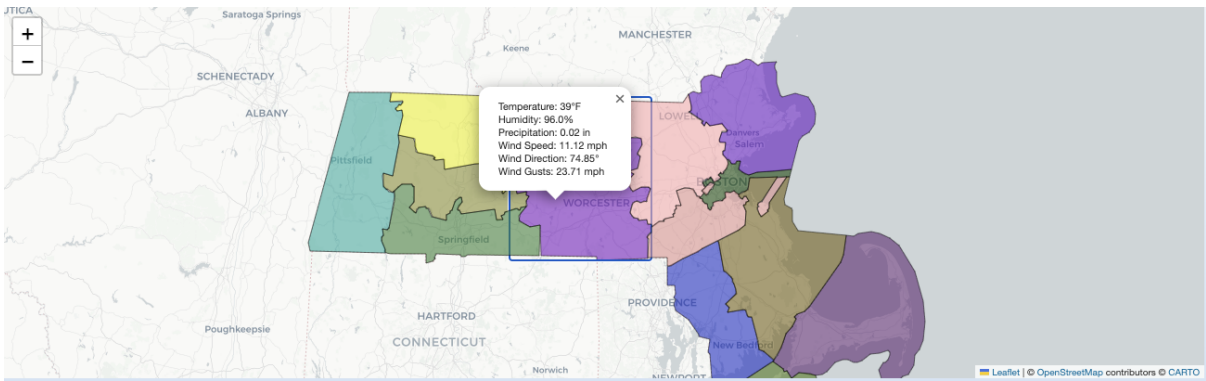 UTICA
Saratoga Springs
+
−
MANCHESTER
Keene
SCHENECTADY
ALBANY
×
Temperature: 39°F
Humidity: 96.0%
Precipitation: 0.02 in
Wind Speed: 11.12 mph
Wind Direction: 74.85°
Wind Gusts: 23.71 mph
LOWELL
Danvers
Salem
Pittsfield
BOSTON
WORCESTER
Springfield
PROVIDENCE
HARTFORD
Poughkeepsie
CONNECTICUT
New Bedford
Norwich
NEWPORT
Leaflet | © OpenStreetMap contributors © CARTO